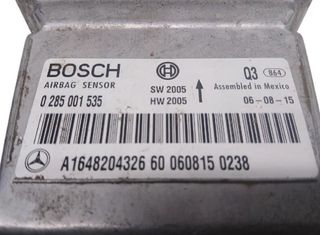 BOSCH
AIRBAG SENSOR
0 285 001 535
SW 2005
HW 2005
Q3 864
Assembled in Mexico
06-08-15
A1648204326 60 060815 0238